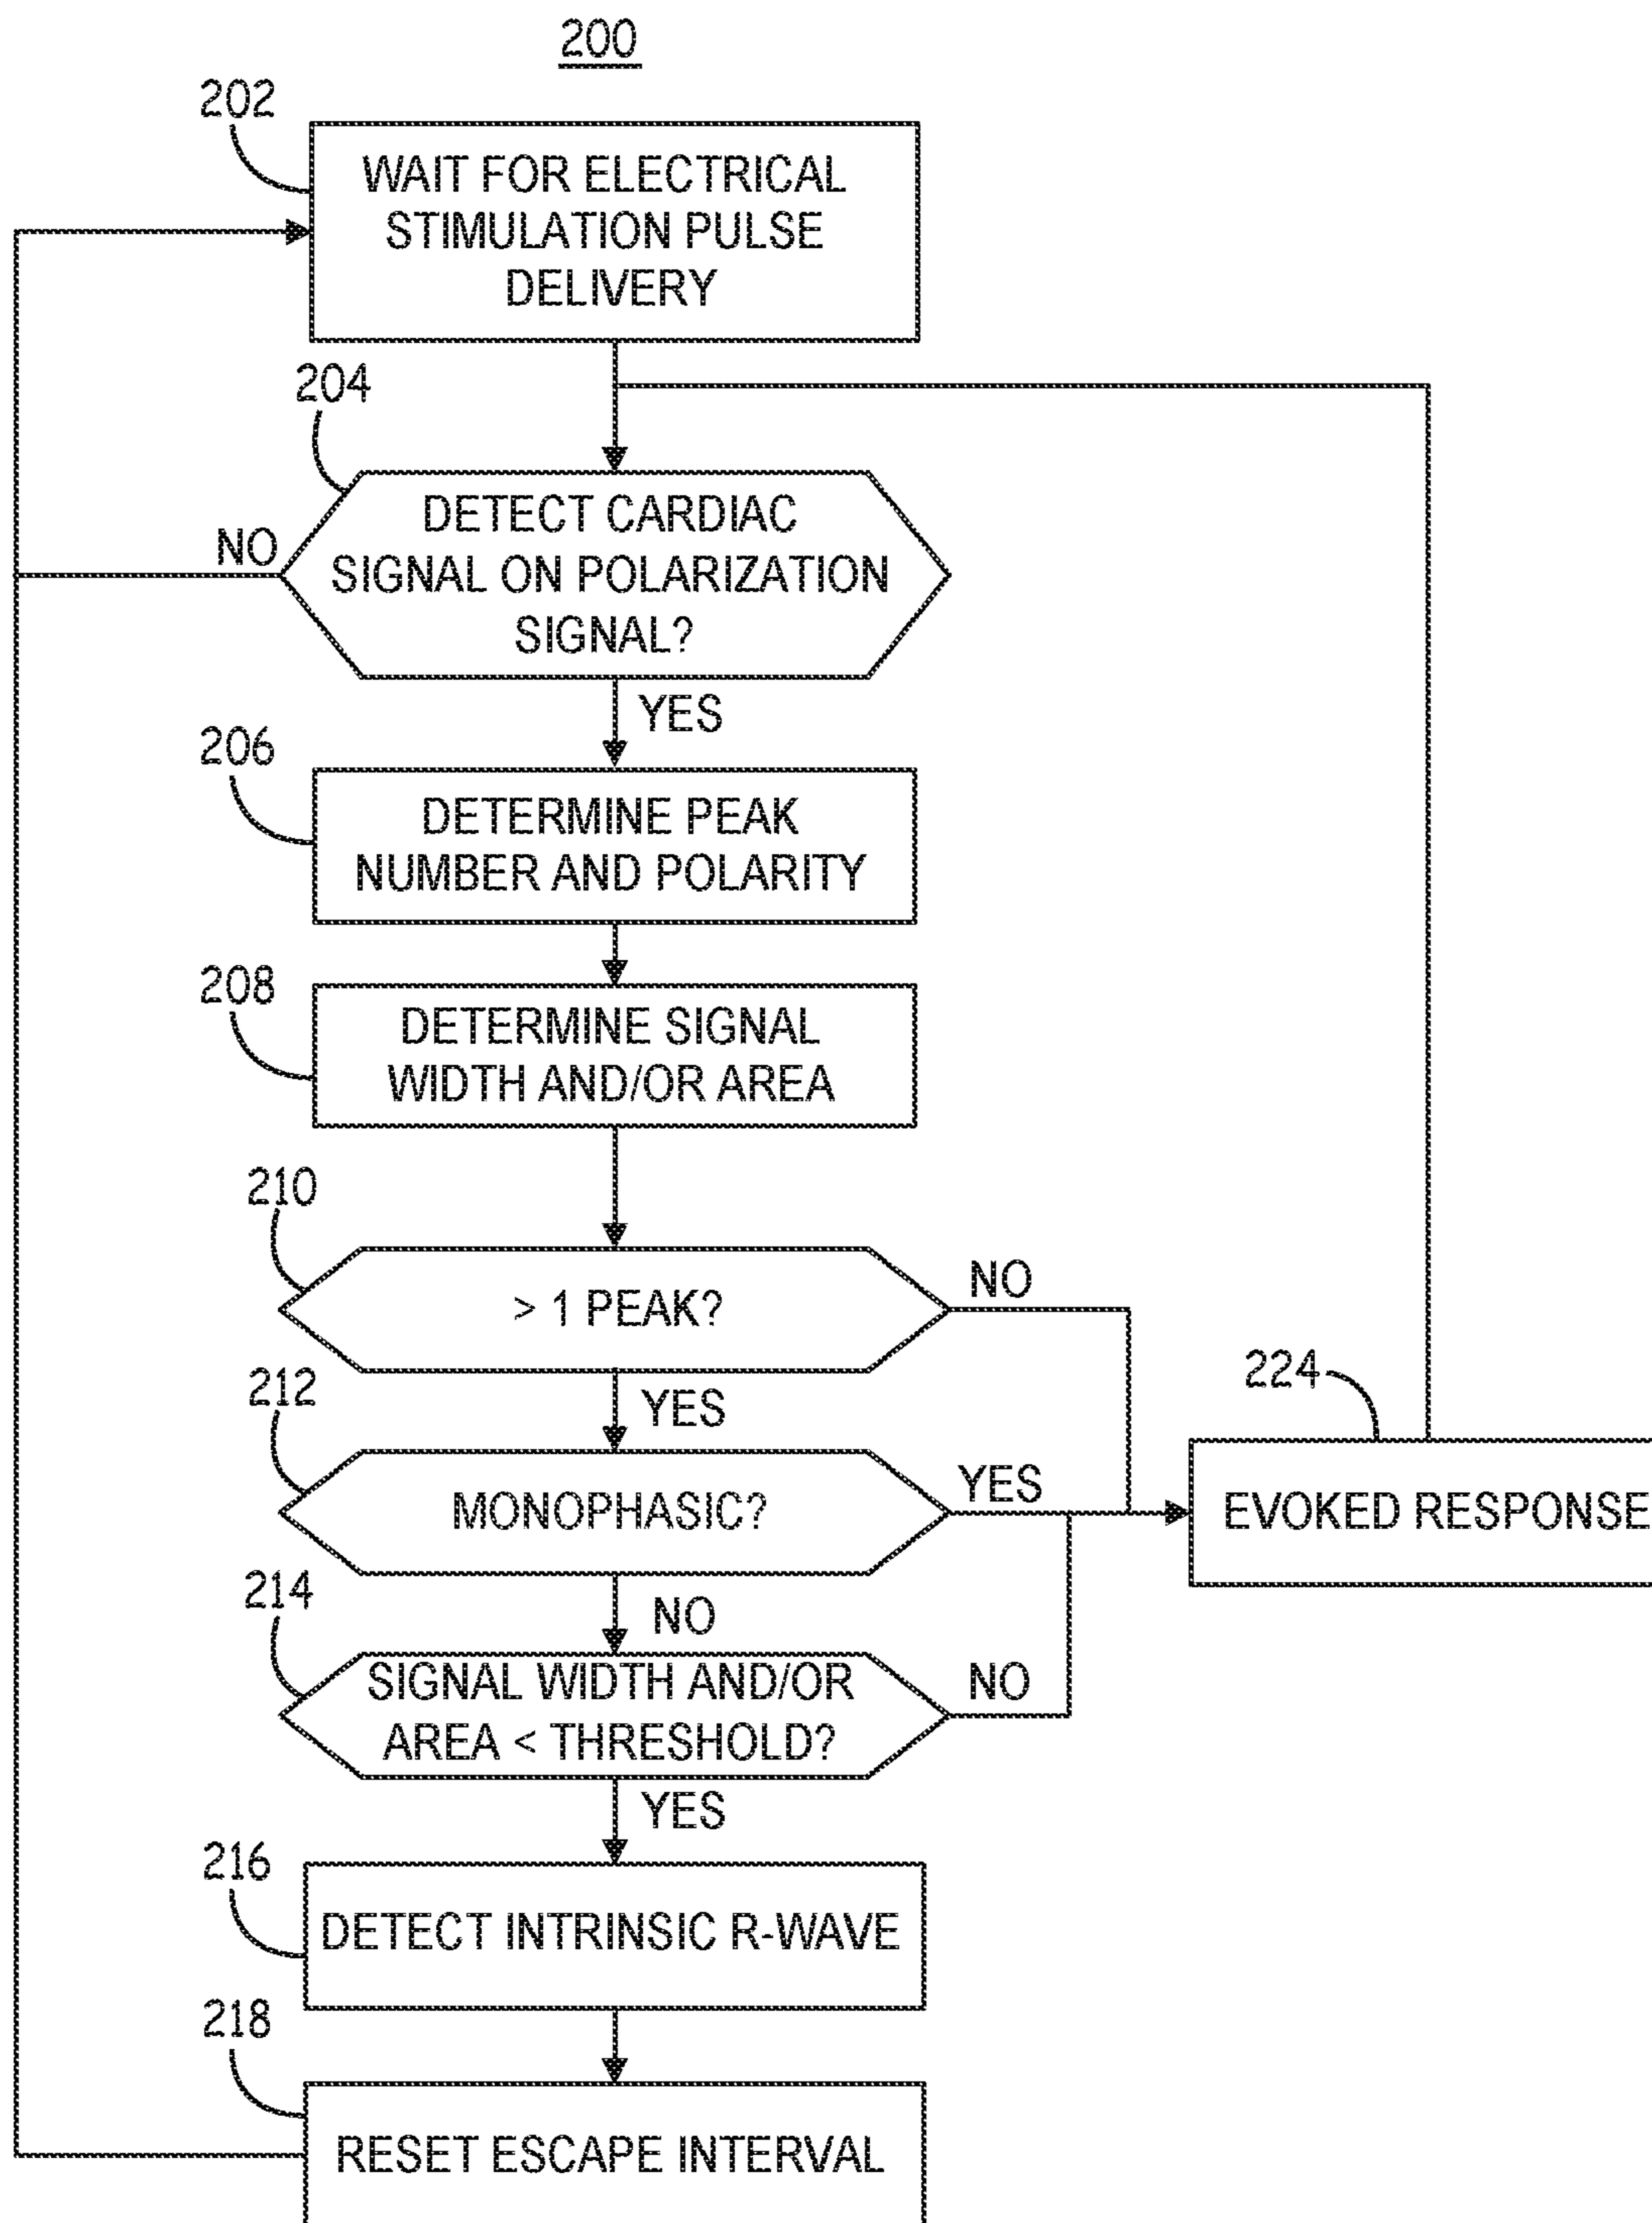 200
202
WAIT FOR ELECTRICAL
STIMULATION PULSE
DELIVERY
204
DETECT CARDIAC
SIGNAL ON POLARIZATION
SIGNAL?
NO
YES
206
DETERMINE PEAK
NUMBER AND POLARITY
208
DETERMINE SIGNAL
WIDTH AND/OR AREA
210
> 1 PEAK?
NO
YES
212
MONOPHASIC?
YES
224
EVOKED RESPONSE
NO
214
SIGNAL WIDTH AND/OR
AREA < THRESHOLD?
NO
YES
216
DETECT INTRINSIC R-WAVE
218
RESET ESCAPE INTERVAL